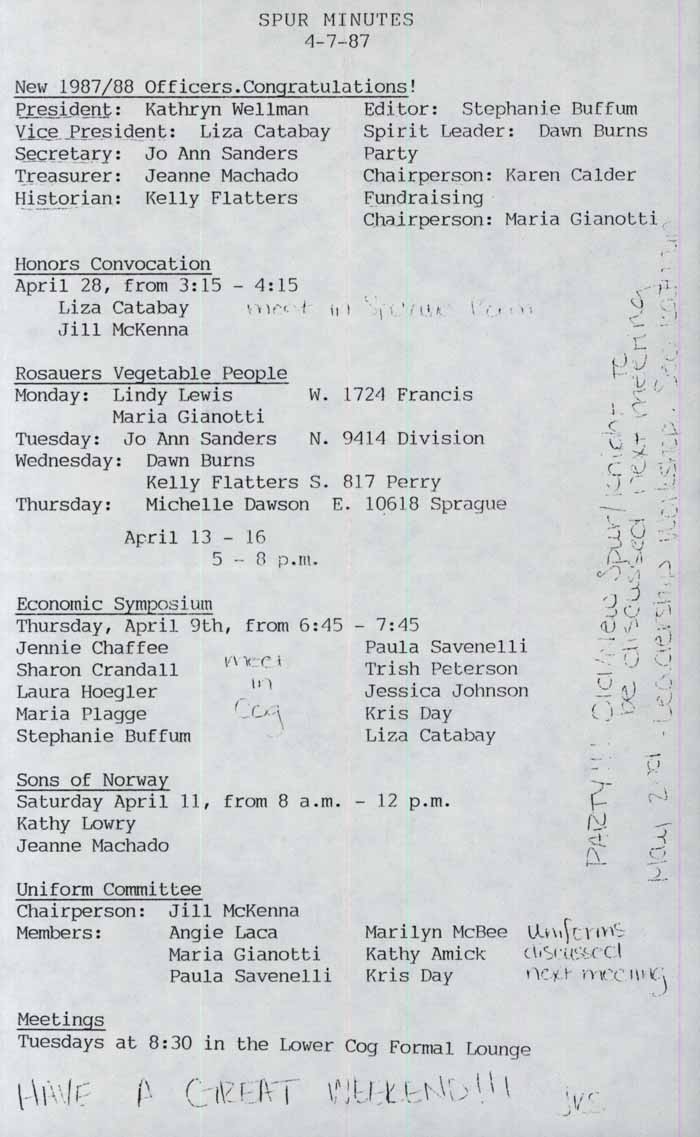 SPUR MINUTES
4-7-87
New 1987/88 Officers.Congratulations!
President: Kathryn Wellman
Vice President: Liza Catabay
Secretary: Jo Ann Sanders
Treasurer: Jeanne Machado
Historian: Kelly Flatters
Editor: Stephanie Buffum
Spirit Leader: Dawn Burns
Party
Chairperson: Karen Calder
Fundraising
Chairperson: Maria Gianotti
Honors Convocation
April 28, from 3:15 - 4:15
Liza Catabay meet in
Jill McKenna
Rosauers Vegetable People
Monday: Lindy Lewis W. 1724 Francis
Maria Gianotti
Tuesday: Jo Ann Sanders N. 9414 Division
Wednesday: Dawn Burns
Kelly Flatters S. 817 Perry
Thursday: Michelle Dawson E. 10618 Sprague
April 13 - 16
5 - 8 p.m.
Economic Symposium
Thursday, April 9th, from 6:45 - 7:45
Jennie Chaffee
Sharon Crandall
Laura Hoegler
Maria Plagge
Stephanie Buffum
meet
in
Cog
Paula Savenelli
Trish Peterson
Jessica Johnson
Kris Day
Liza Catabay
Sons of Norway
Saturday April 11, from 8 a.m. - 12 p.m.
Kathy Lowry
Jeanne Machado
PARTY!!! Old/New Spur/Knight to
be discussed next meeting
May 2nd. Leadership Workshop.
Uniform Committee
Chairperson: Jill McKenna
Members: Angie Laca
Maria Gianotti
Paula Savenelli
Marilyn McBee
Kathy Amick
Kris Day
Uniforms
discussed
next meeting
Meetings
Tuesdays at 8:30 in the Lower Cog Formal Lounge
HAVE A GREAT WEEKEND!!! jvs